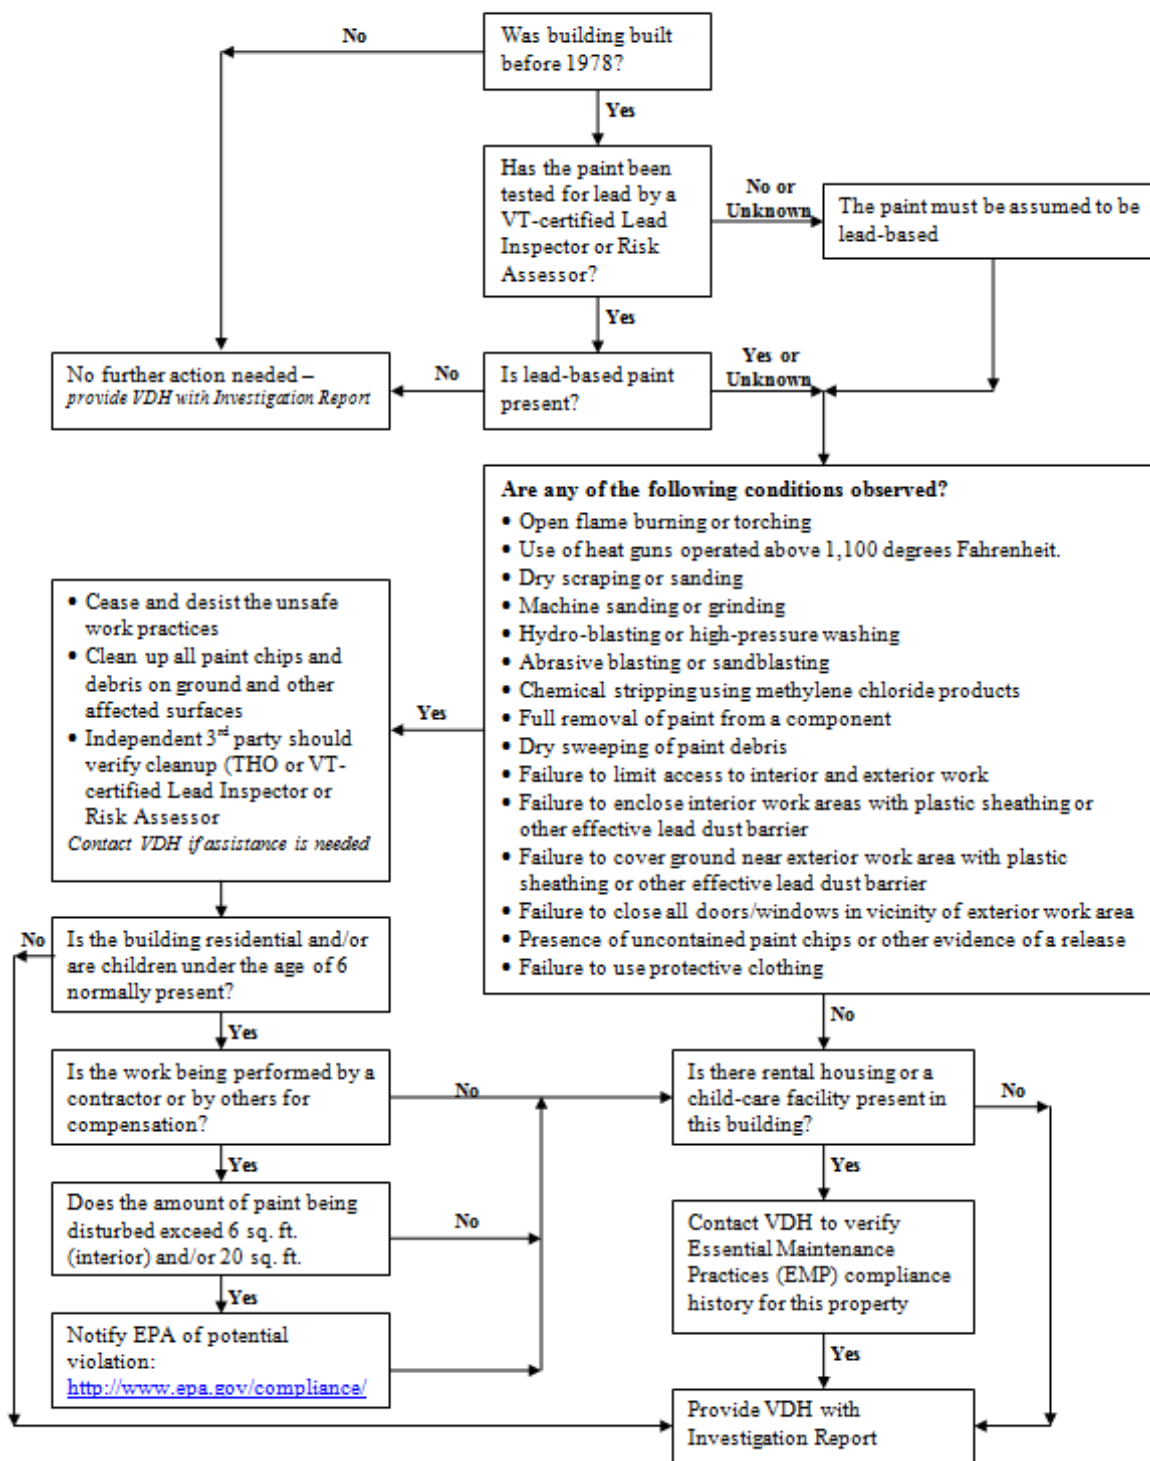 No
Was building built
before 1978?
Yes
Has the paint been
tested for lead by a
VT-certified Lead
Inspector or Risk
Assessor?
No or
Unknown
The paint must be assumed to be
lead-based
Yes
No further action needed –
provide VDH with Investigation Report
No
Is lead-based paint
present?
Yes or
Unknown
Are any of the following conditions observed?
• Open flame burning or torching
• Use of heat guns operated above 1,100 degrees Fahrenheit.
• Dry scraping or sanding
• Machine sanding or grinding
• Hydro-blasting or high-pressure washing
• Abrasive blasting or sandblasting
• Chemical stripping using methylene chloride products
• Full removal of paint from a component
• Dry sweeping of paint debris
• Failure to limit access to interior and exterior work
• Failure to enclose interior work areas with plastic sheathing or
other effective lead dust barrier
• Failure to cover ground near exterior work area with plastic
sheathing or other effective lead dust barrier
• Failure to close all doors/windows in vicinity of exterior work area
• Presence of uncontained paint chips or other evidence of a release
• Failure to use protective clothing
Yes
• Cease and desist the unsafe
work practices
• Clean up all paint chips and
debris on ground and other
affected surfaces
• Independent 3rd party should
verify cleanup (THO or VT-
certified Lead Inspector or
Risk Assessor
Contact VDH if assistance is needed
No
Is the building residential and/or
are children under the age of 6
normally present?
Yes
No
Is the work being performed by a
contractor or by others for
compensation?
No
Is there rental housing or a
child-care facility present in
this building?
No
Yes
Yes
Does the amount of paint being
disturbed exceed 6 sq. ft.
(interior) and/or 20 sq. ft.
No
Contact VDH to verify
Essential Maintenance
Practices (EMP) compliance
history for this property
Yes
Notify EPA of potential
violation:
http://www.epa.gov/compliance/
Yes
Provide VDH with
Investigation Report